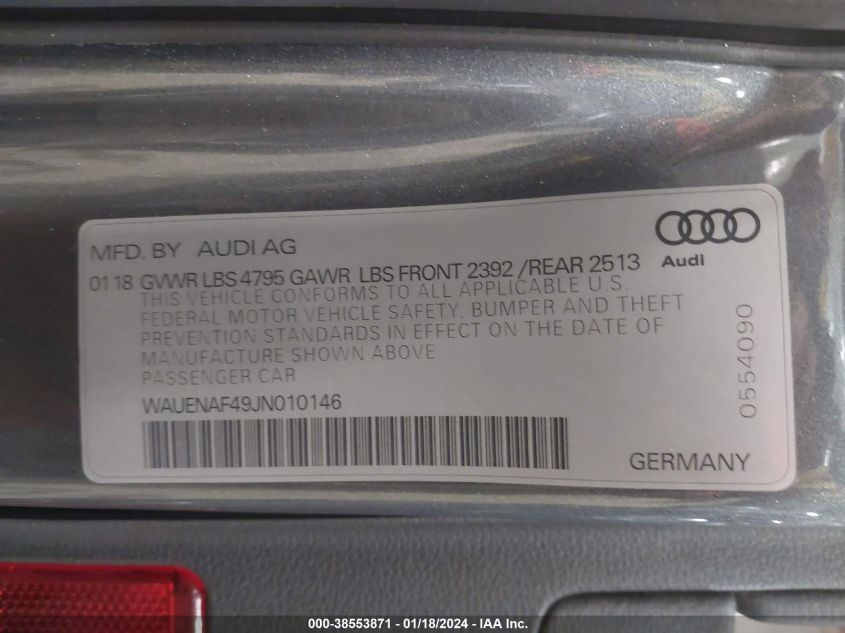 MFD. BY AUDI AG
Audi
01 18 GVWR LBS 4795 GAWR LBS FRONT 2392 /REAR 2513
THIS VEHICLE CONFORMS TO ALL APPLICABLE U.S.
FEDERAL MOTOR VEHICLE SAFETY, BUMPER AND THEFT
PREVENTION STANDARDS IN EFFECT ON THE DATE OF
MANUFACTURE SHOWN ABOVE
PASSENGER CAR
WAUENAF49JN010146
GERMANY
0554090
000-38553871 - 01/18/2024 - IAA Inc.